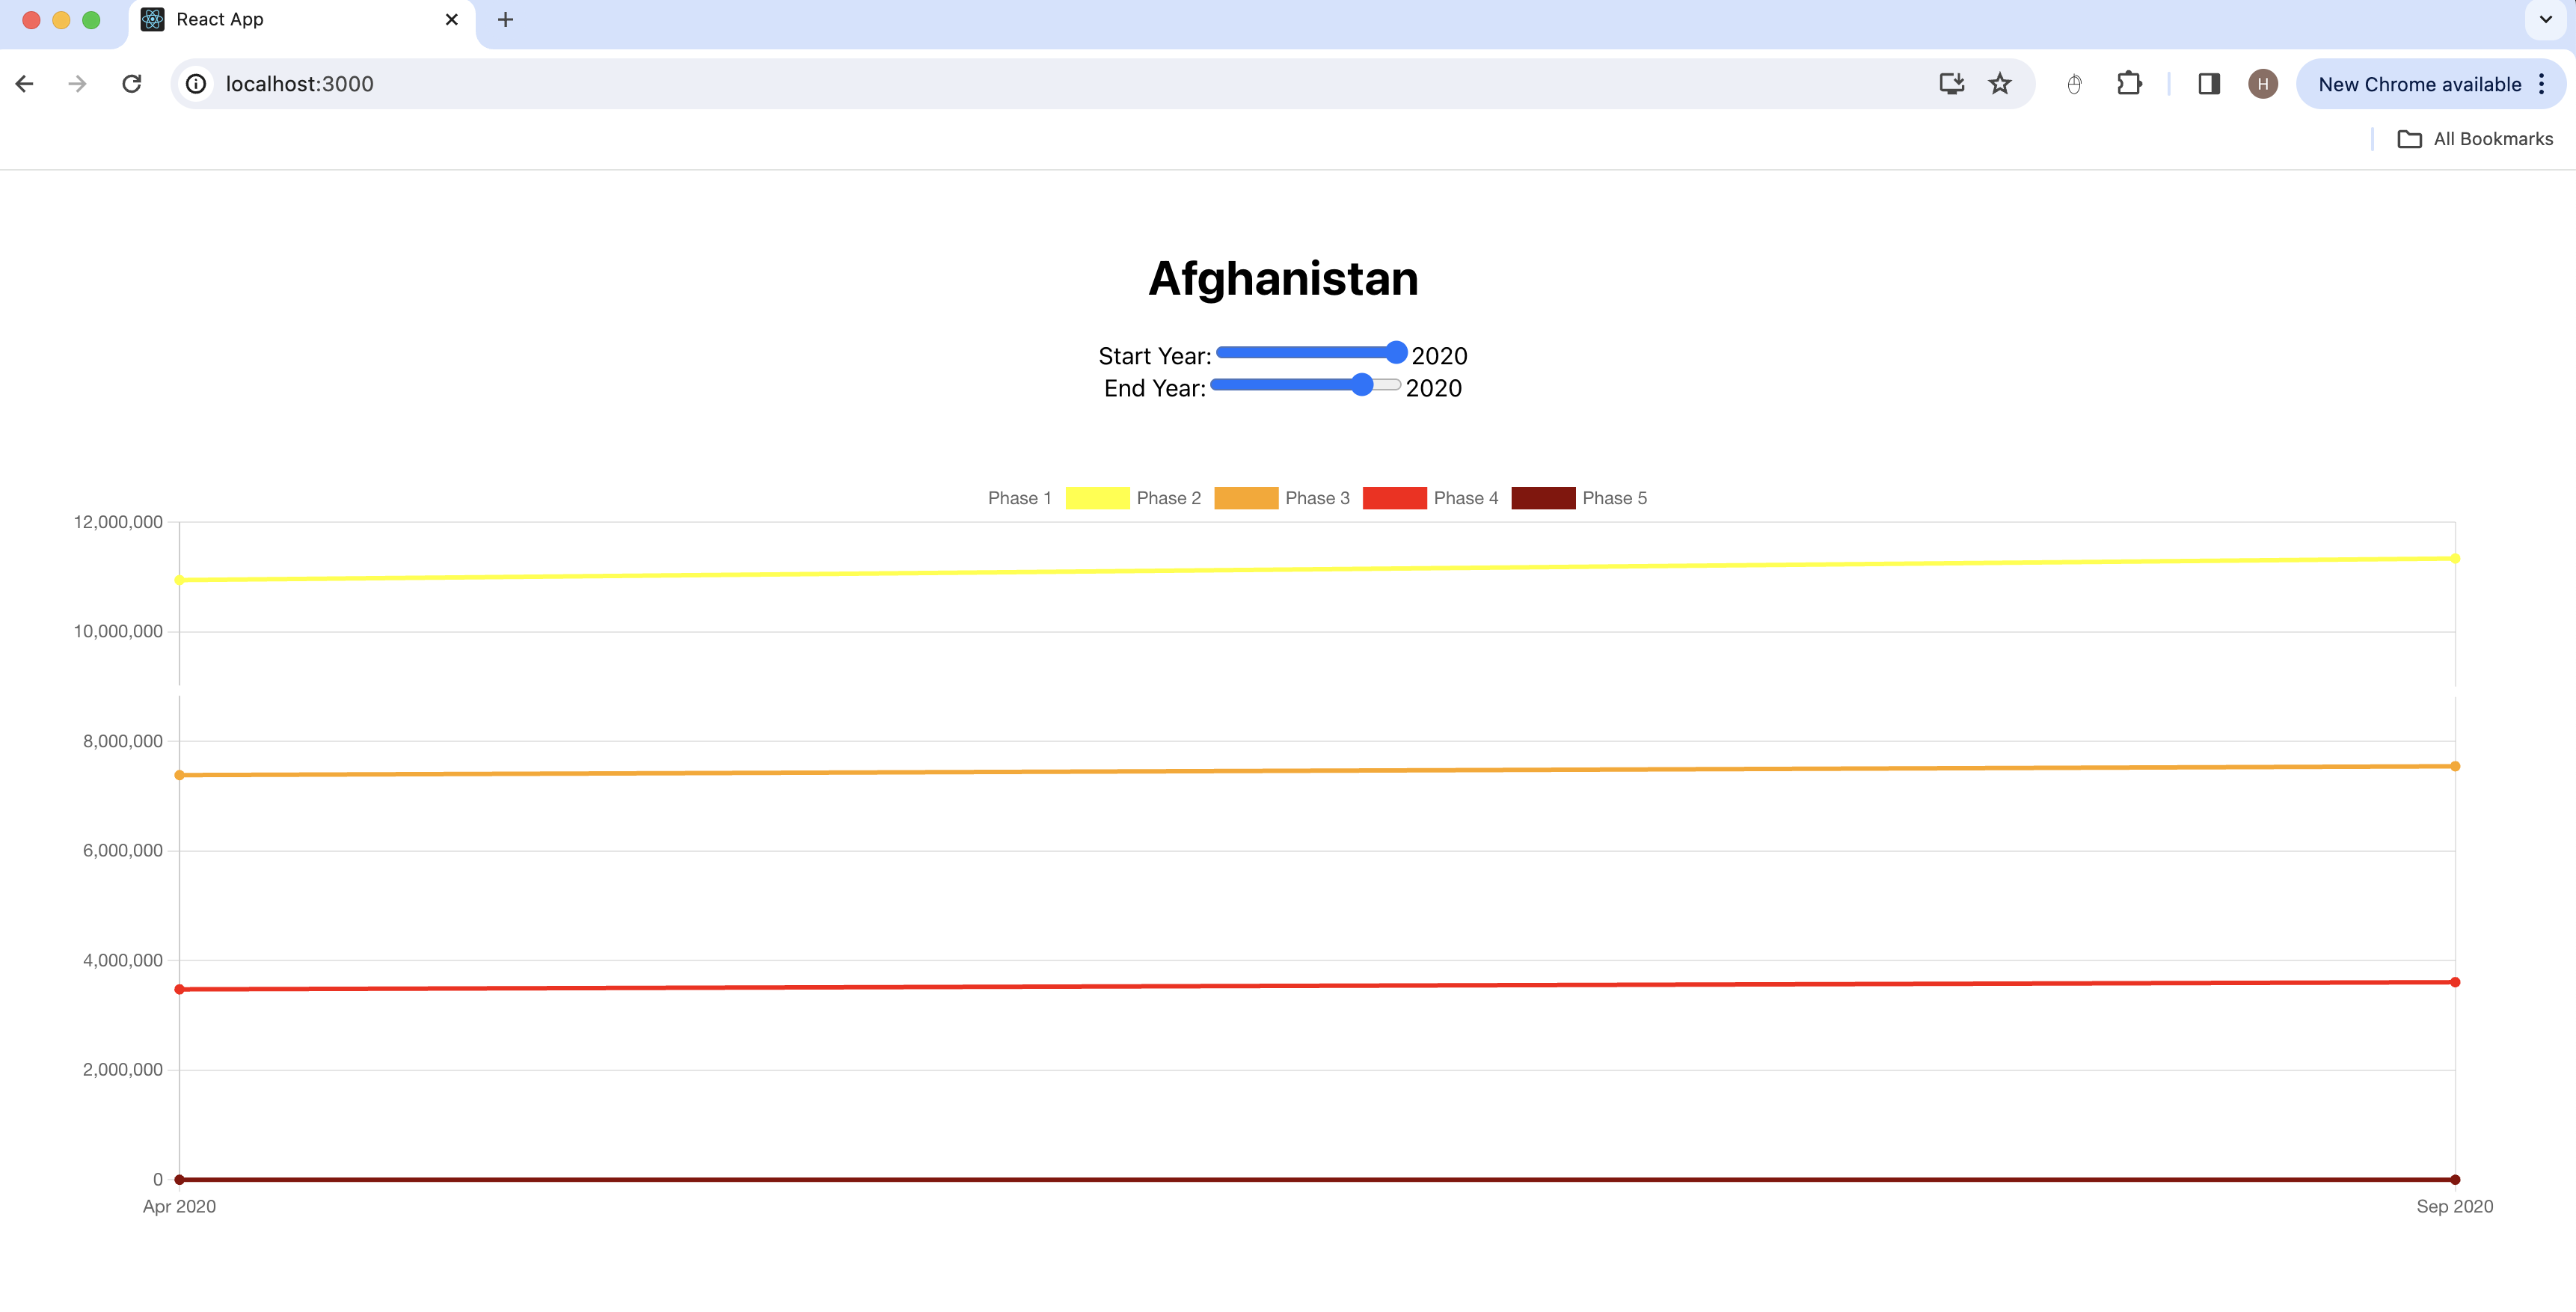 React App
localhost:3000
H
New Chrome available
All Bookmarks
Afghanistan
Start Year: 2020
End Year: 2020
Phase 1 Phase 2 Phase 3 Phase 4 Phase 5
12,000,000
10,000,000
8,000,000
6,000,000
4,000,000
2,000,000
0
Apr 2020 Sep 2020